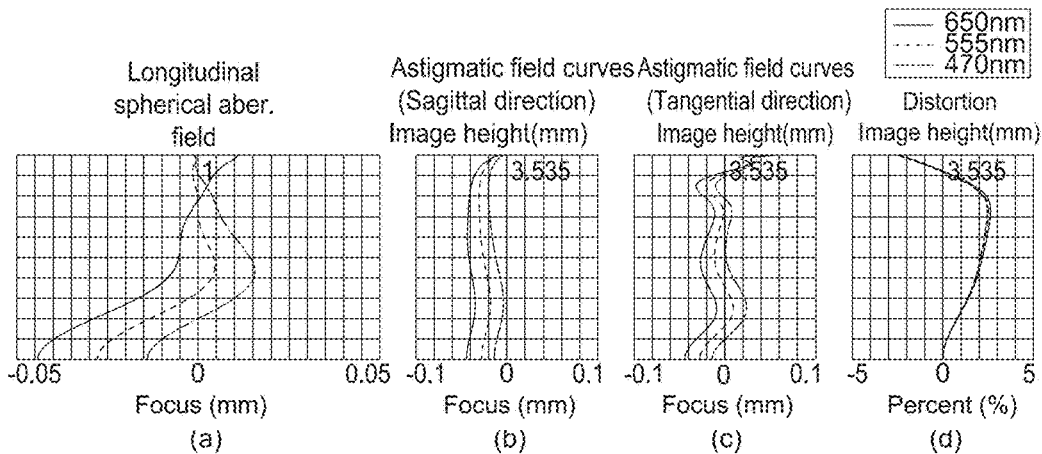 650nm
555nm
470nm
Longitudinal
spherical aber.
field
1
-0.05 0 0.05
Focus (mm)
(a)
Astigmatic field curves
(Sagittal direction)
Image height(mm)
3.535
-0.1 0 0.1
Focus (mm)
(b)
Astigmatic field curves
(Tangential direction)
Image height(mm)
3.535
-0.1 0 0.1
Focus (mm)
(c)
Distortion
Image height(mm)
3.535
-5 0 5
Percent (%)
(d)